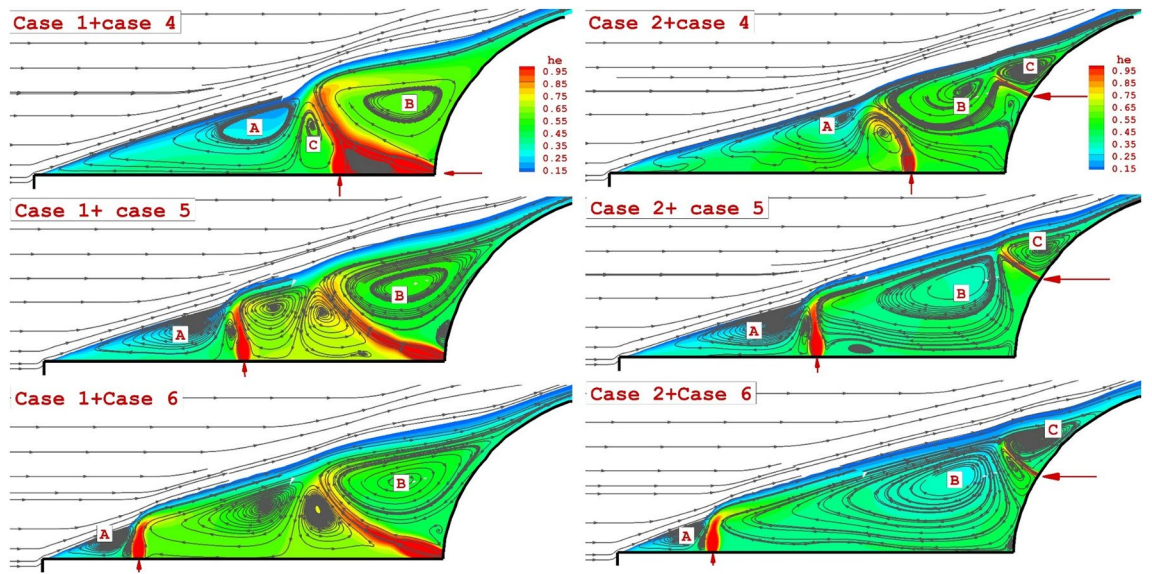 Case 1+case 4
he
0.95
0.85
0.75
0.65
0.55
0.45
0.35
0.25
0.15
A
B
C
Case 2+case 4
he
0.95
0.85
0.75
0.65
0.55
0.45
0.35
0.25
0.15
A
B
C
Case 1+ case 5
A
B
Case 2+ case 5
A
B
C
Case 1+Case 6
A
B
Case 2+Case 6
A
B
C